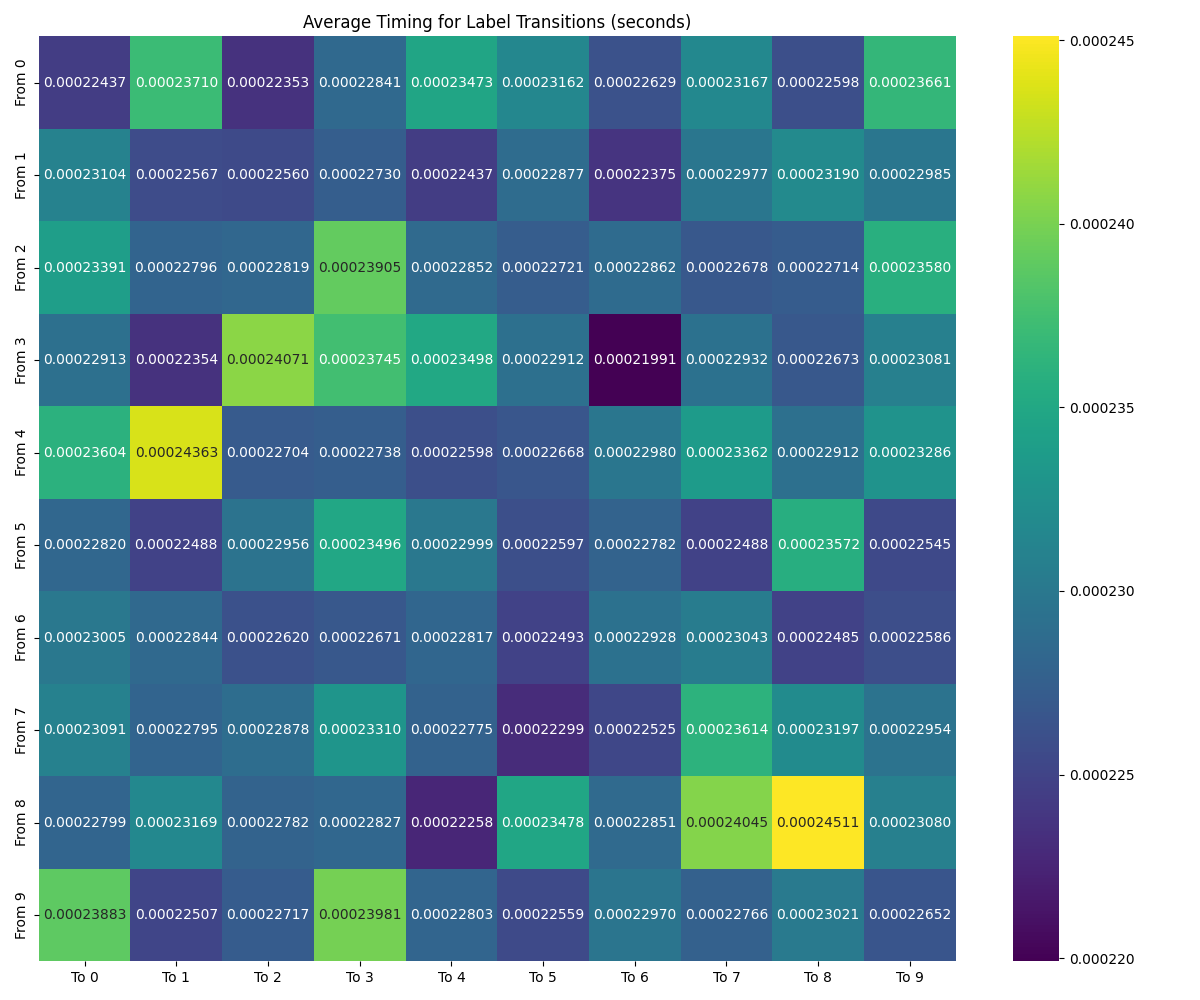 Average Timing for Label Transitions (seconds)
From 0 0.00022437 0.00023710 0.00022353 0.00022841 0.00023473 0.00023162 0.00022629 0.00023167 0.00022598 0.00023661
From 1 0.00023104 0.00022567 0.00022560 0.00022730 0.00022437 0.00022877 0.00022375 0.00022977 0.00023190 0.00022985
From 2 0.00023391 0.00022796 0.00022819 0.00023905 0.00022852 0.00022721 0.00022862 0.00022678 0.00022714 0.00023580
From 3 0.00022913 0.00022354 0.00024071 0.00023745 0.00023498 0.00022912 0.00021991 0.00022932 0.00022673 0.00023081
From 4 0.00023604 0.00024363 0.00022704 0.00022738 0.00022598 0.00022668 0.00022980 0.00023362 0.00022912 0.00023286
From 5 0.00022820 0.00022488 0.00022956 0.00023496 0.00022999 0.00022597 0.00022782 0.00022488 0.00023572 0.00022545
From 6 0.00023005 0.00022844 0.00022620 0.00022671 0.00022817 0.00022493 0.00022928 0.00023043 0.00022485 0.00022586
From 7 0.00023091 0.00022795 0.00022878 0.00023310 0.00022775 0.00022299 0.00022525 0.00023614 0.00023197 0.00022954
From 8 0.00022799 0.00023169 0.00022782 0.00022827 0.00022258 0.00023478 0.00022851 0.00024045 0.00024511 0.00023080
From 9 0.00023883 0.00022507 0.00022717 0.00023981 0.00022803 0.00022559 0.00022970 0.00022766 0.00023021 0.00022652
To 0 To 1 To 2 To 3 To 4 To 5 To 6 To 7 To 8 To 9
0.000245
0.000240
0.000235
0.000230
0.000225
0.000220